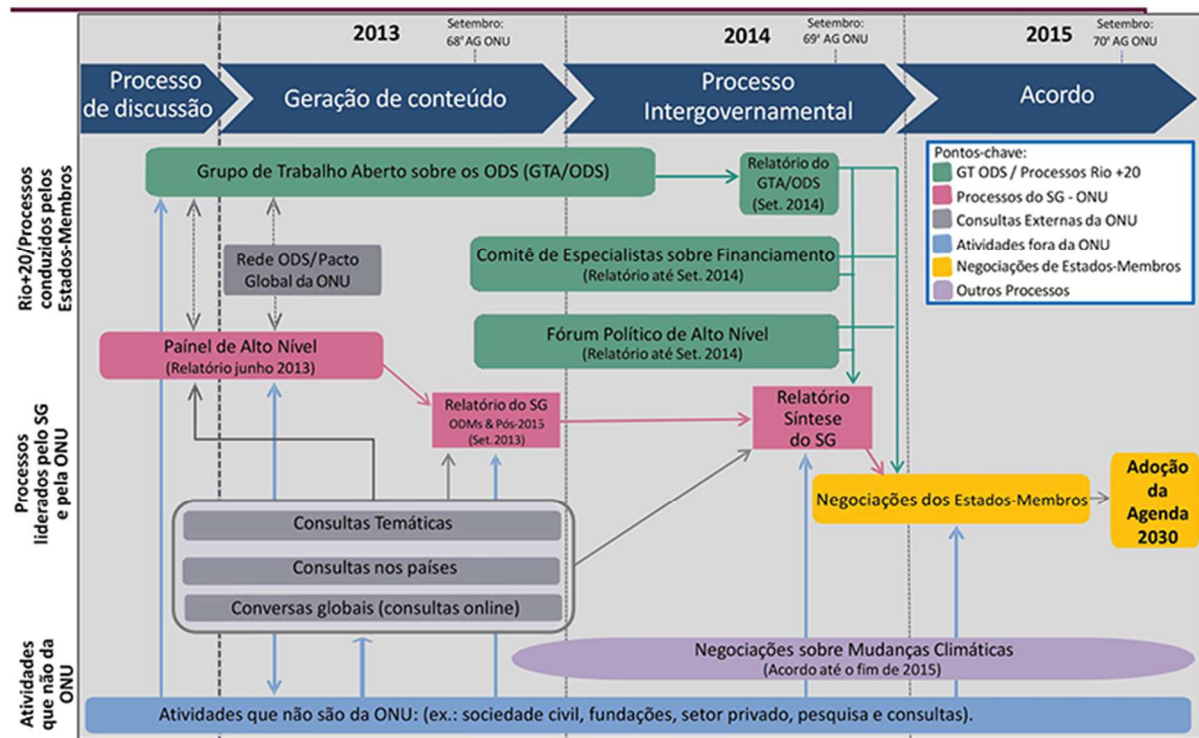 2013
Setembro:
68ª AG ONU
2014
Setembro:
69ª AG ONU
2015
Setembro:
70ª AG ONU
Processo
de discussão
Geração de conteúdo
Processo
Intergovernamental
Acordo
Rio+20/Processos
conduzidos pelos
Estados-Membros
Grupo de Trabalho Aberto sobre os ODS (GTA/ODS)
Relatório do
GTA/ODS
(Set. 2014)
Pontos-chave:
GT ODS / Processos Rio +20
Processos do SG - ONU
Consultas Externas da ONU
Atividades fora da ONU
Negociações de Estados-Membros
Outros Processos
Rede ODS/Pacto
Global da ONU
Comitê de Especialistas sobre Financiamento
(Relatório até Set. 2014)
Fórum Político de Alto Nível
(Relatório até Set. 2014)
Processos
liderados pelo SG
e pela ONU
Paínel de Alto Nível
(Relatório junho 2013)
Relatório do SG
ODMs & Pós-2015
(Set. 2013)
Relatório
Síntese
do SG
Negociações dos Estados-Membros
Adoção
da
Agenda
2030
Consultas Temáticas
Consultas nos países
Conversas globais (consultas online)
Atividades
que não da
ONU
Negociações sobre Mudanças Climáticas
(Acordo até o fim de 2015)
Atividades que não são da ONU: (ex.: sociedade civil, fundações, setor privado, pesquisa e consultas).